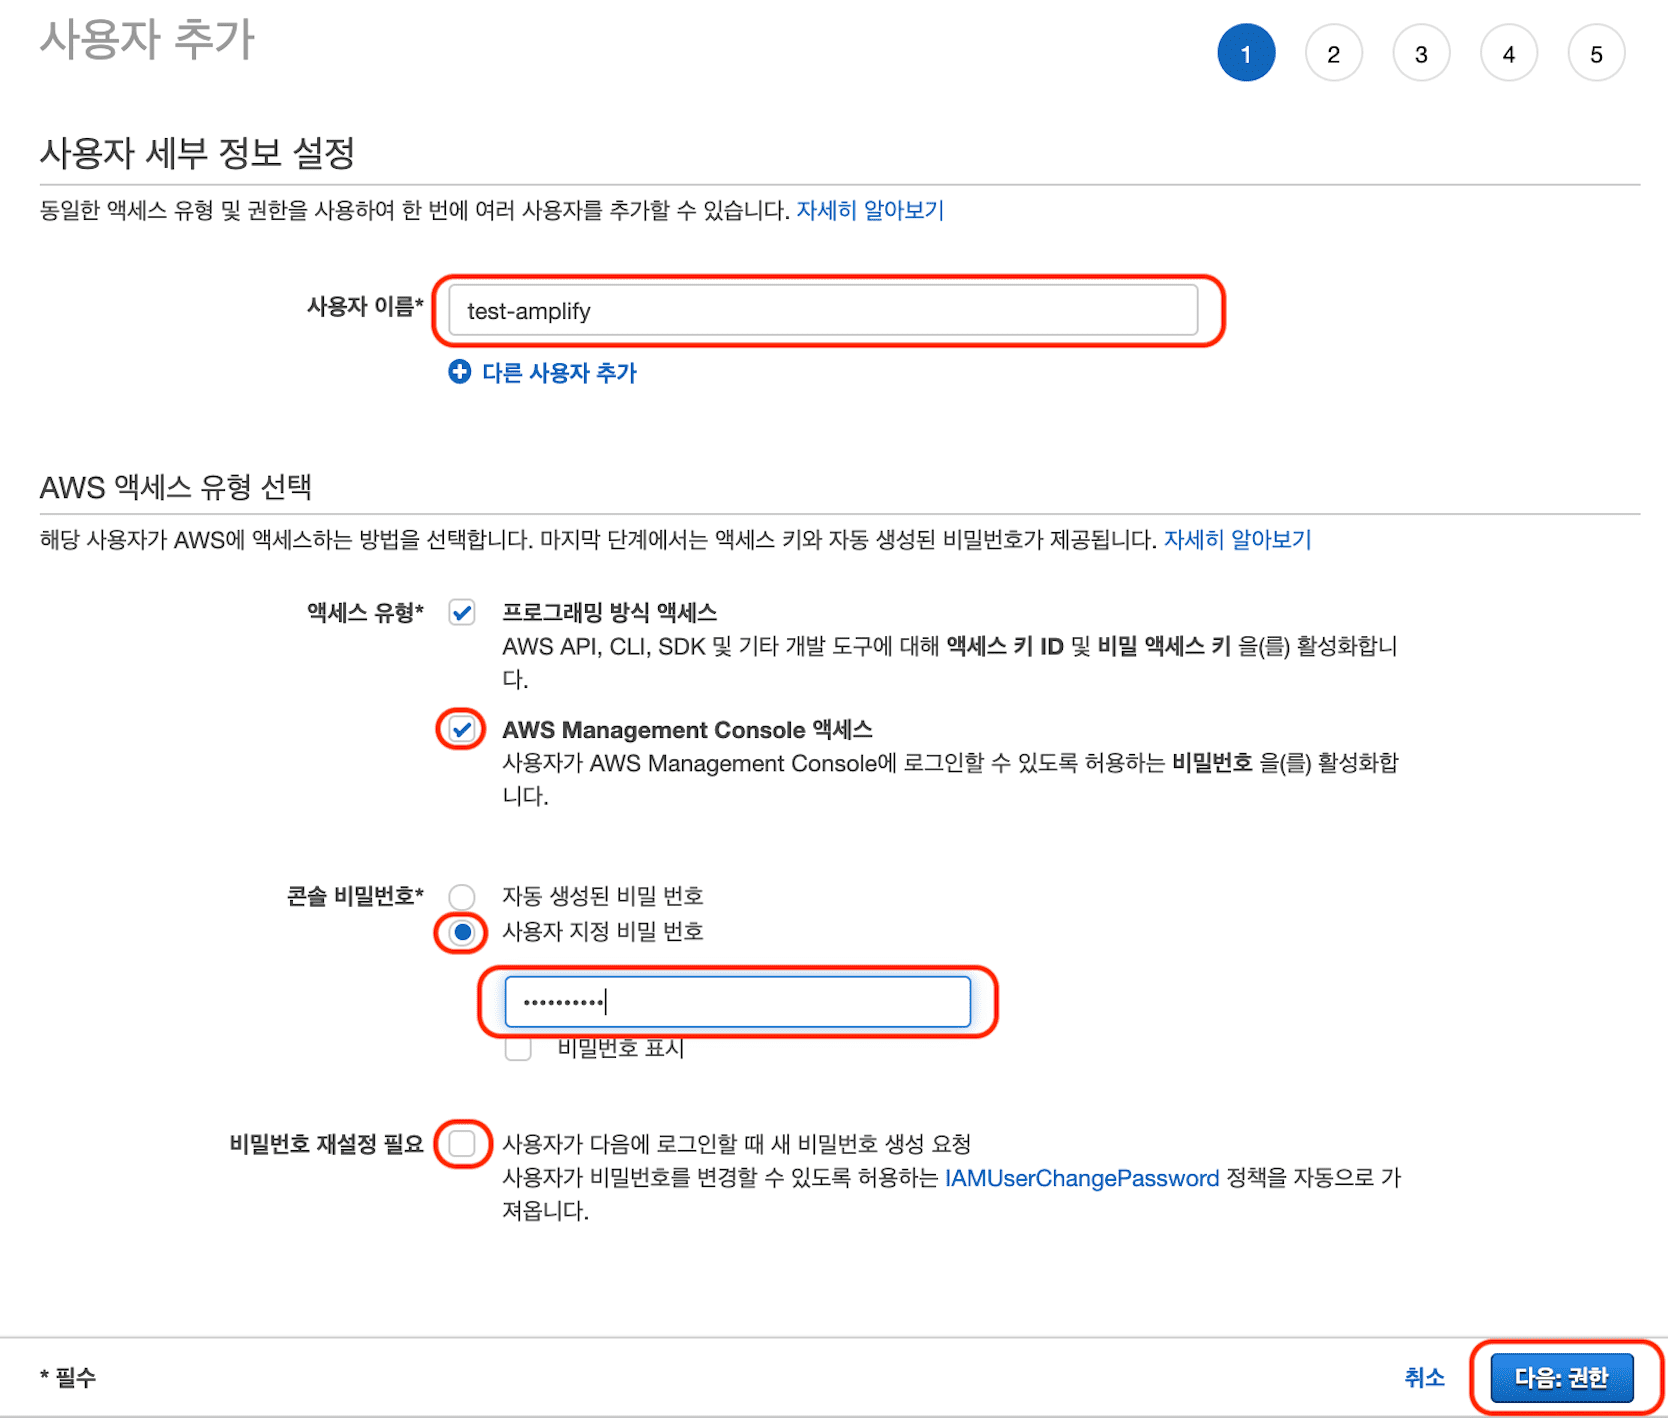 사용자 추가
1 2 3 4 5
사용자 세부 정보 설정
동일한 액세스 유형 및 권한을 사용하여 한 번에 여러 사용자를 추가할 수 있습니다. 자세히 알아보기
사용자 이름* test-amplify
다른 사용자 추가
AWS 액세스 유형 선택
해당 사용자가 AWS에 액세스하는 방법을 선택합니다. 마지막 단계에서는 액세스 키와 자동 생성된 비밀번호가 제공됩니다. 자세히 알아보기
액세스 유형* 프로그래밍 방식 액세스
AWS API, CLI, SDK 및 기타 개발 도구에 대해 액세스 키 ID 및 비밀 액세스 키 을(를) 활성화합니
다.
AWS Management Console 액세스
사용자가 AWS Management Console에 로그인할 수 있도록 허용하는 비밀번호 을(를) 활성화합
니다.
콘솔 비밀번호* 자동 생성된 비밀 번호
사용자 지정 비밀 번호
••••••••••
비밀번호 표시
비밀번호 재설정 필요 사용자가 다음에 로그인할 때 새 비밀번호 생성 요청
사용자가 비밀번호를 변경할 수 있도록 허용하는 IAMUserChangePassword 정책을 자동으로 가
져옵니다.
* 필수 취소 다음: 권한